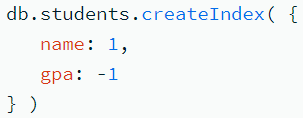 db.students.createIndex( {
   name: 1,
   gpa: -1
} )